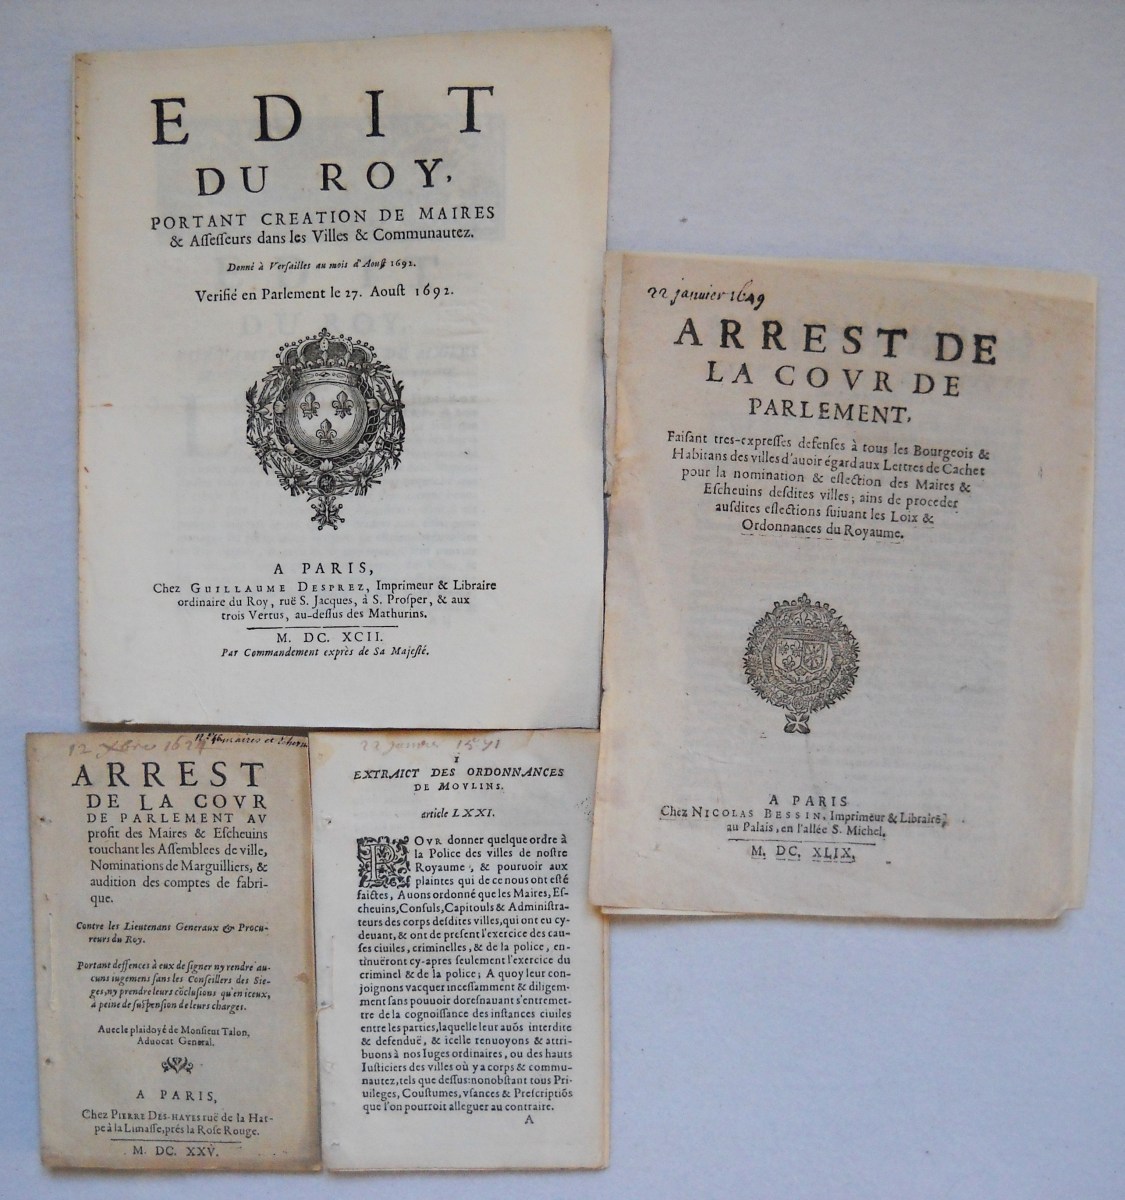 EDIT
DU ROY,
PORTANT CREATION DE MAIRES
& Aſſeſſeurs dans les Villes & Communautez.
Donné à Verſailles au mois d'Aouſt 1692.
Verifié en Parlement le 27. Aouſt 1692.
A PARIS,
Chez GUILLAUME DESPREZ, Imprimeur & Libraire
ordinaire du Roy, ruë S. Jacques, à S. Proſper, & aux
trois Vertus, au-deſſus des Mathurins.
M. DC. XCII.
Par Commandement exprès de Sa Majeſté.
22 janvier 1649
ARREST DE
LA COVR DE
PARLEMENT,
Faiſant tres-expreſſes defenſes à tous les Bourgeois &
Habitans des villes d'auoir égard aux Lettres de Cachet
pour la nomination & eſlection des Maires &
Eſcheuins deſdites villes; ains de proceder
auſdites eſlections ſuiuant les Loix &
Ordonnances du Royaume.
A PARIS
Chez NICOLAS BESSIN, Imprimeur & Libraire,
au Palais, en l'allée S. Michel.
M. DC. XLIX,
12 Xbre 162
maires et
ARREST
DE LA COVR
DE PARLEMENT AV
profit des Maires & Eſcheuins
touchant les Aſſemblees de ville,
Nominations de Marguilliers, &
audition des comptes de fabri-
que.
Contre les Lieutenans Generaux & Procu-
reurs du Roy.
Portant deffences à eux de ſigner ny rendre au-
cuns iugemens ſans les Conſeillers des Sie-
ges, ny prendre leurs cōcluſions qu'en iceux,
à peine de ſuſpenſion de leurs charges.
Auec le plaidoyé de Monſieur Talon,
Aduocat General.
A PARIS,
Chez PIERRE DES-HAYES ruë de la Har-
pe à la Limaſſe, prés la Roſe Rouge.
M. DC. XXV.
22 janvier 1571
I
EXTRAICT DES ORDONNANCES
DE MOVLINS.
article LXXI.
POVR donner quelque ordre à
la Police des villes de noſtre
Royaume, & pouruoir aux
plaintes qui de ce nous ont eſté
faictes, Auons ordonné que les Maires, Eſ-
cheuins, Conſuls, Capitouls & Adminiſtra-
teurs des corps deſdites villes, qui ont eu cy-
deuant, & ont de preſent l'exercice des cau-
ſes ciuiles, criminelles, & de la police, en-
tinuëront cy-apres ſeulement l'exercice du
criminel & de la police; A quoy leur con-
joignons vacquer inceſſamment & diligem-
ment ſans pouuoir doreſnauant s'entremet-
tre de la cognoiſſance des inſtances ciuiles
entre les parties, laquelle leur auōs interdite
& defenduë, & icelle renuoyons & attri-
buons à nos Iuges ordinaires, ou des hauts
Iuſticiers des villes où y a corps & commu-
nautez, tels que deſſus: nonobſtant tous Pri-
uileges, Couſtumes, vſances & Preſcriptiōs
que l'on pourroit alleguer au contraire.
A